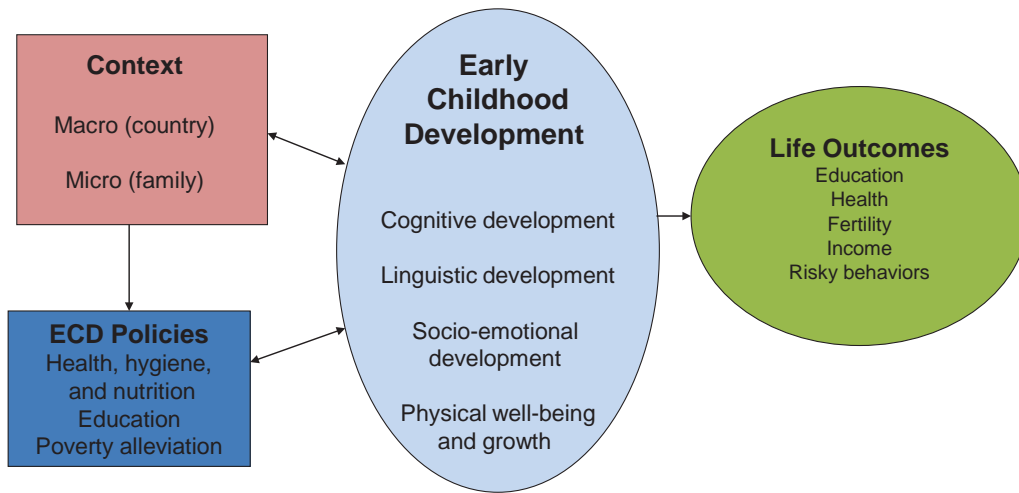 Context
Macro (country)
Micro (family)
ECD Policies
Health, hygiene,
and nutrition
Education
Poverty alleviation
Early
Childhood
Development
Cognitive development
Linguistic development
Socio-emotional
development
Physical well-being
and growth
Life Outcomes
Education
Health
Fertility
Income
Risky behaviors